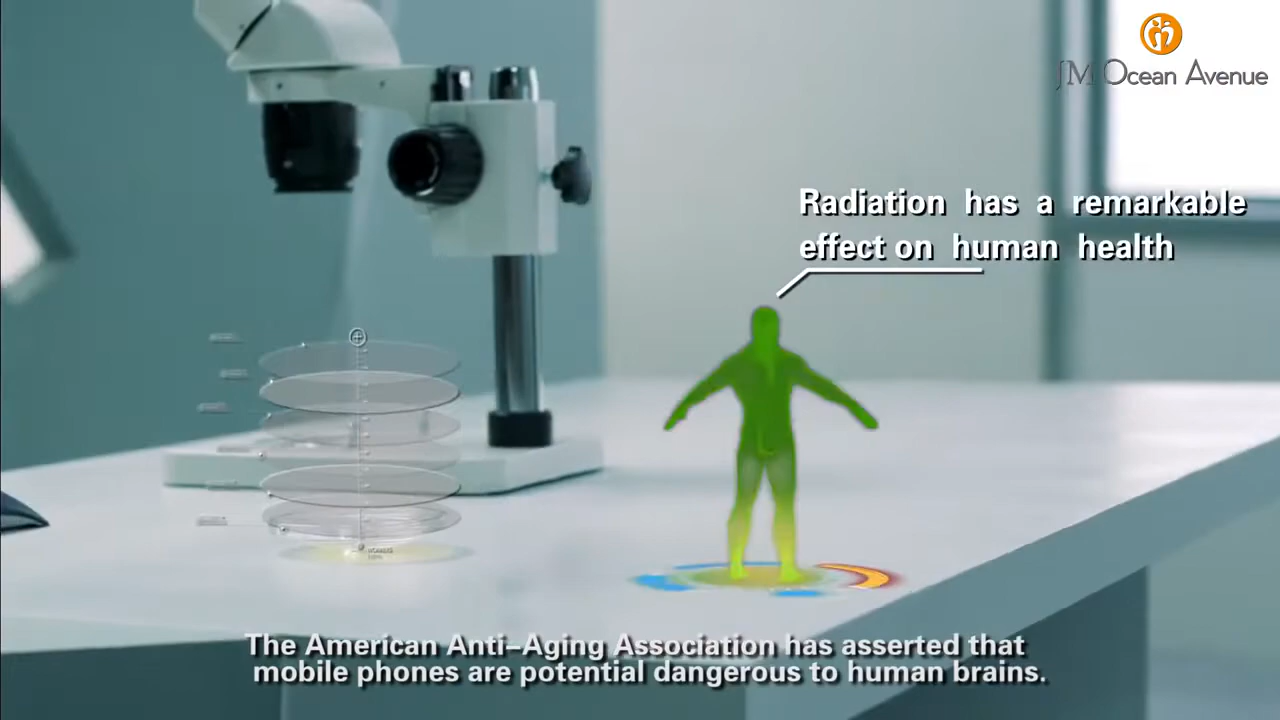 JM Ocean Avenue
Radiation has a remarkable
effect on human health
The American Anti-Aging Association has asserted that
mobile phones are potential dangerous to human brains.